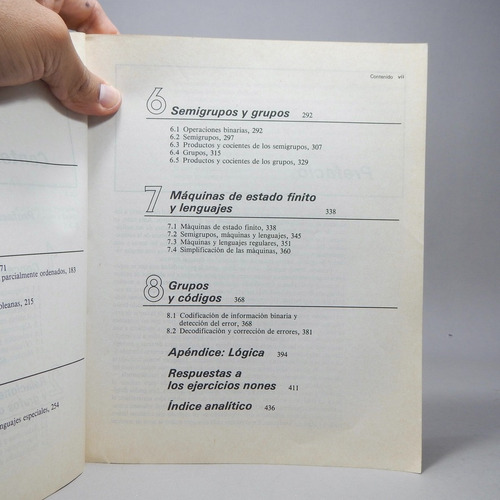 71
parcialmente ordenados, 183
oleanas, 215
nguajes especiales, 254
Contenido vii
6 Semigrupos y grupos 292
6.1 Operaciones binarias, 292
6.2 Semigrupos, 297
6.3 Productos y cocientes de los semigrupos, 307
6.4 Grupos, 315
6.5 Productos y cocientes de los grupos, 329
7 Máquinas de estado finito
y lenguajes 338
7.1 Máquinas de estado finito, 338
7.2 Semigrupos, máquinas y lenguajes, 345
7.3 Máquinas y lenguajes regulares, 351
7.4 Simplificación de las máquinas, 360
8 Grupos
y códigos 368
8.1 Codificación de información binaria y
detección del error, 368
8.2 Decodificación y corrección de errores, 381
Apéndice: Lógica 394
Respuestas a
los ejercicios nones 411
Índice analítico 436